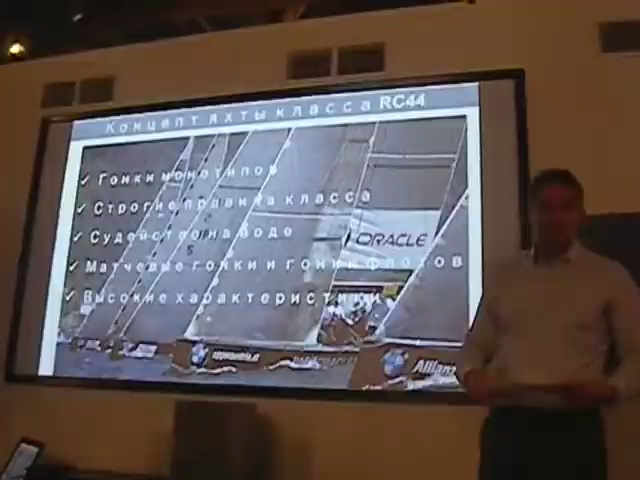 Концепт яхты класса RC44
✓ Гонки монотипов
✓ Строгие правила класса
✓ Судейство на воде
ORACLE
✓ Матчевые гонки и гонки флотов
✓ Высокие характеристики
Allianz